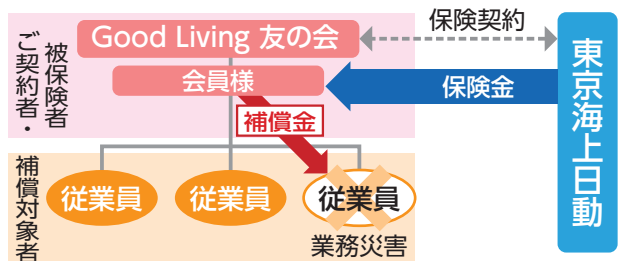 ご契約者・
被保険者
Good Living 友の会
保険契約
会員様
保険金
東京海上日動
補償金
補償対象者
従業員
従業員
従業員
業務災害